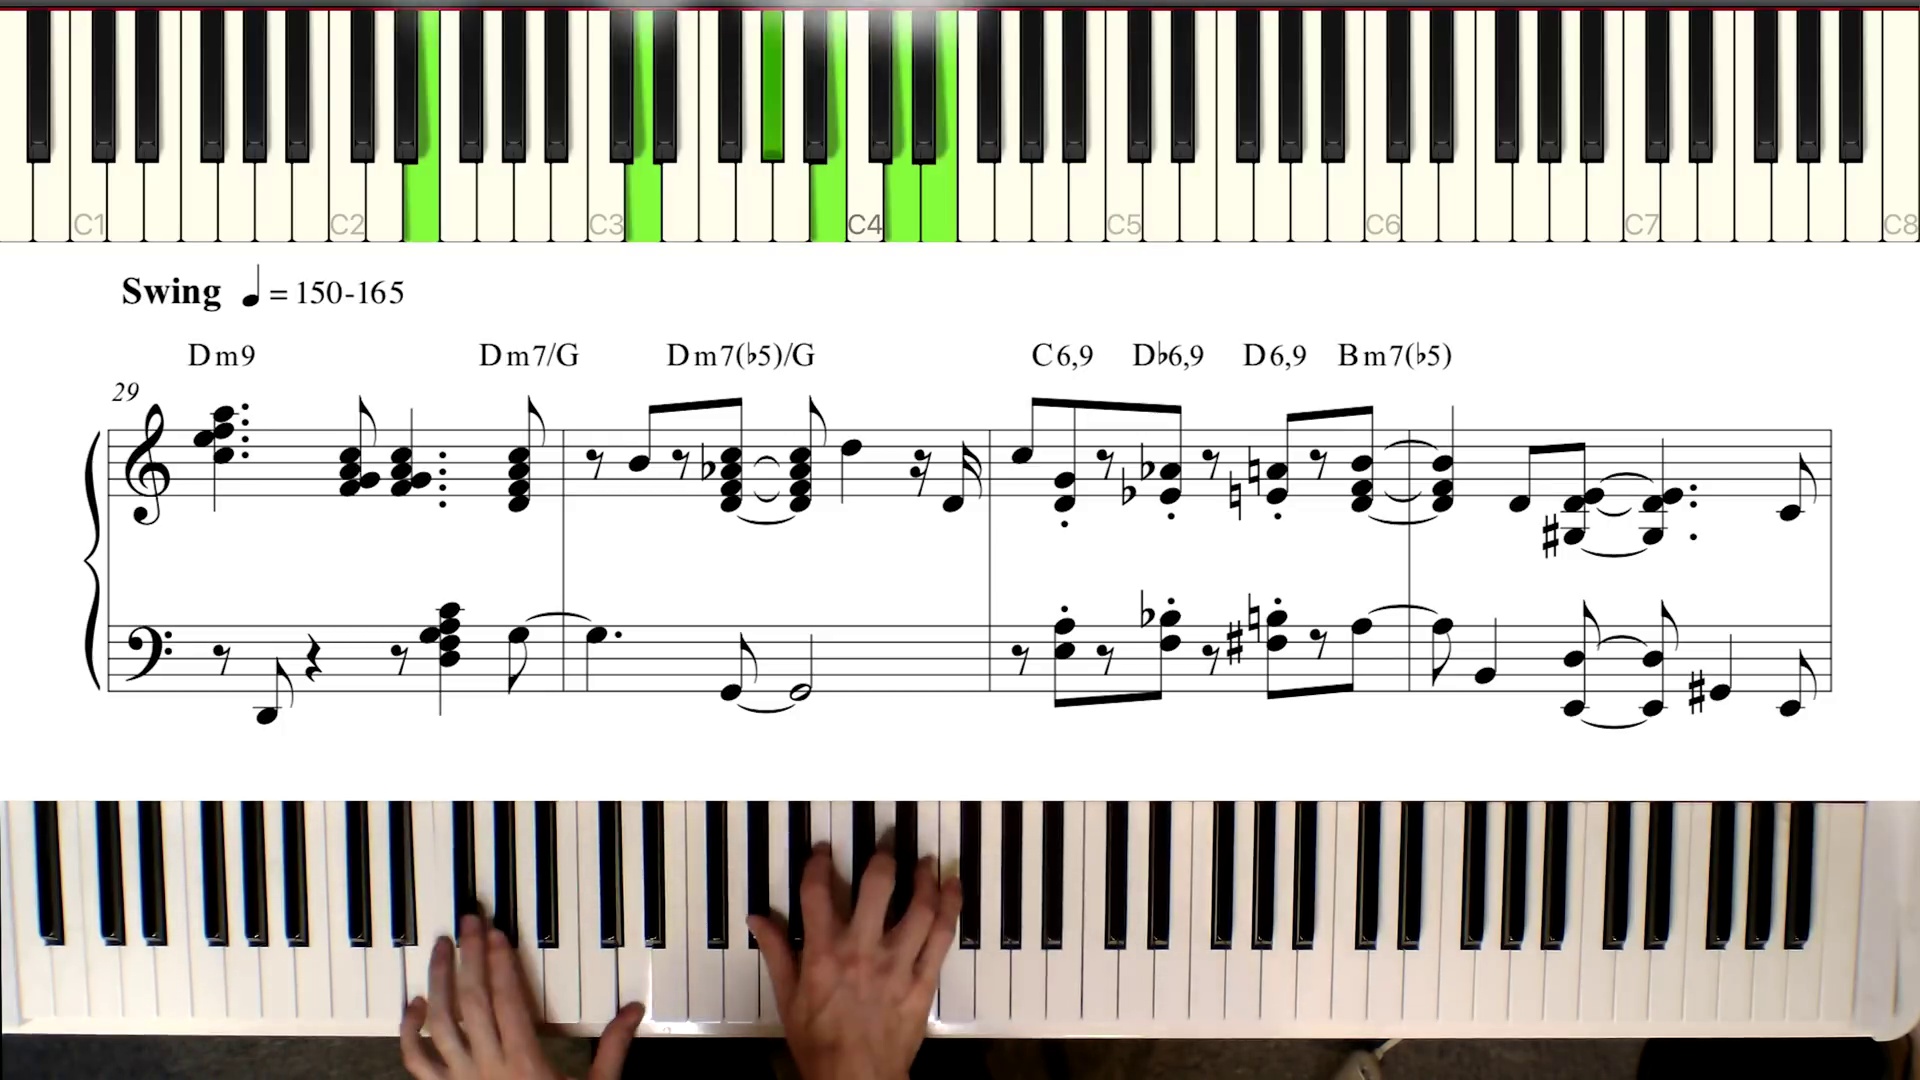 C1 C2 C3 C4 C5 C6 C7 C8
Swing ♩ = 150-165
Dm9 Dm7/G Dm7(♭5)/G C6,9 D♭6,9 D6,9 Bm7(♭5)
29